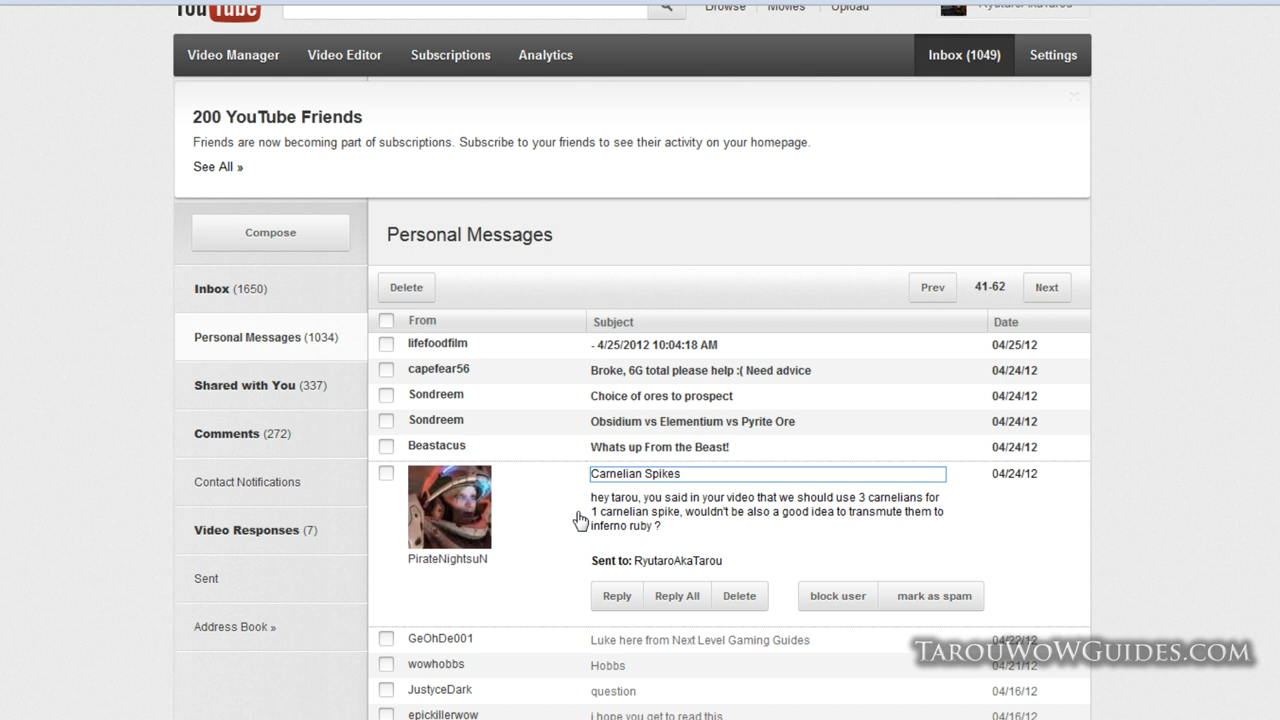 YouTube
Browse Movies Upload RyutaroAkaTarou
Video Manager Video Editor Subscriptions Analytics Inbox (1049) Settings
200 YouTube Friends
Friends are now becoming part of subscriptions. Subscribe to your friends to see their activity on your homepage.
See All »
Compose
Personal Messages
Inbox (1650)
Personal Messages (1034)
Shared with You (337)
Comments (272)
Contact Notifications
Video Responses (7)
Sent
Address Book »
Delete Prev 41-62 Next
From Subject Date
lifefoodfilm - 4/25/2012 10:04:18 AM 04/25/12
capefear56 Broke, 6G total please help :( Need advice 04/24/12
Sondreem Choice of ores to prospect 04/24/12
Sondreem Obsidium vs Elementium vs Pyrite Ore 04/24/12
Beastacus Whats up From the Beast! 04/24/12
Carnelian Spikes 04/24/12
hey tarou, you said in your video that we should use 3 carnelians for
1 carnelian spike, wouldn't be also a good idea to transmute them to
inferno ruby ?
PirateNightsuN
Sent to: RyutaroAkaTarou
Reply Reply All Delete block user mark as spam
GeOhDe001 Luke here from Next Level Gaming Guides 04/22/12
wowhobbs Hobbs 04/21/12
JustyceDark question 04/16/12
epickillerwow i hope you get to read this 04/16/12
TarouWoWGuides.com